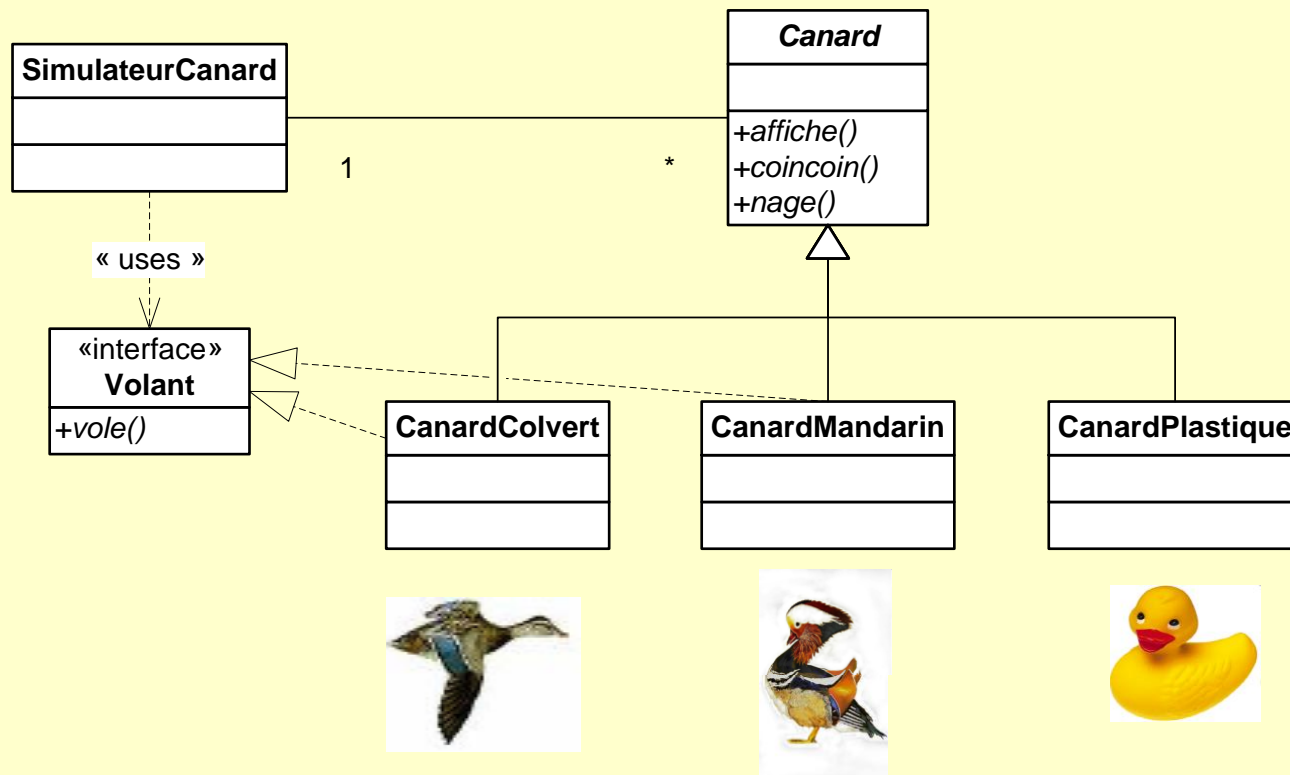 SimulateurCanard
Canard
+affiche()
+coincoin()
+nage()
1
*
« uses »
«interface»
Volant
+vole()
CanardColvert
CanardMandarin
CanardPlastique